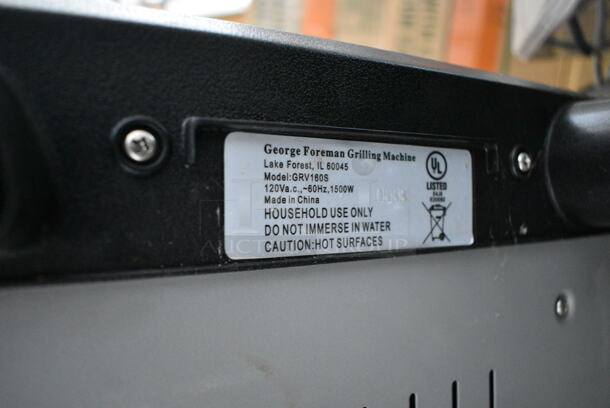 George Foreman Grilling Machine
Lake Forest, IL 60045
Model:GRV160S
120Va.c.,~60Hz,1500W
Made in China
HOUSEHOLD USE ONLY
DO NOT IMMERSE IN WATER
CAUTION:HOT SURFACES
UL
LISTED